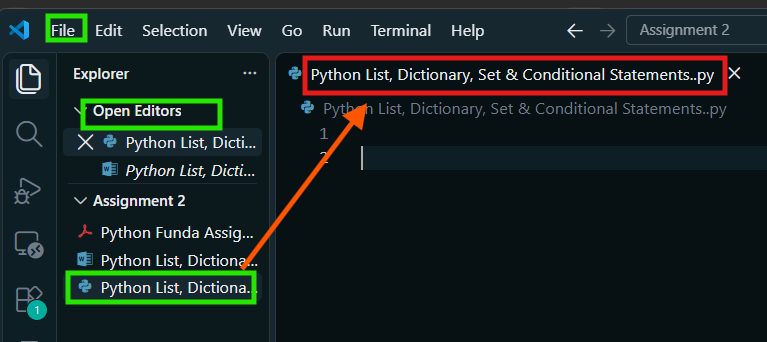 File Edit Selection View Go Run Terminal Help Assignment 2
Explorer
Python List, Dictionary, Set & Conditional Statements..py
Open Editors
Python List, Dicti...
Python List, Dictionary, Set & Conditional Statements..py
Python List, Dicti...
1
2
Assignment 2
Python Funda Assig...
Python List, Dictiona...
Python List, Dictiona...
1